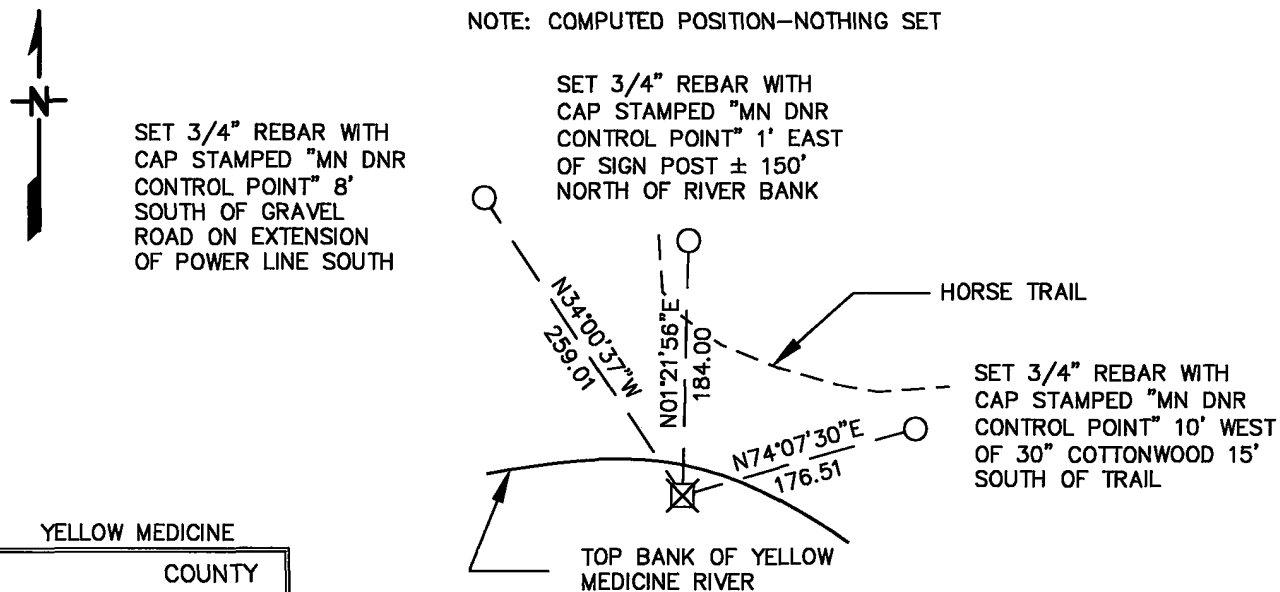 NOTE: COMPUTED POSITION-NOTHING SET
N
SET 3/4" REBAR WITH
CAP STAMPED "MN DNR
CONTROL POINT" 8'
SOUTH OF GRAVEL
ROAD ON EXTENSION
OF POWER LINE SOUTH
SET 3/4" REBAR WITH
CAP STAMPED "MN DNR
CONTROL POINT" 1' EAST
OF SIGN POST ± 150'
NORTH OF RIVER BANK
HORSE TRAIL
N34°00'37"W
259.01
N01°21'56"E
184.00
N74°07'30"E
176.51
SET 3/4" REBAR WITH
CAP STAMPED "MN DNR
CONTROL POINT" 10' WEST
OF 30" COTTONWOOD 15'
SOUTH OF TRAIL
TOP BANK OF YELLOW
MEDICINE RIVER
YELLOW MEDICINE
COUNTY